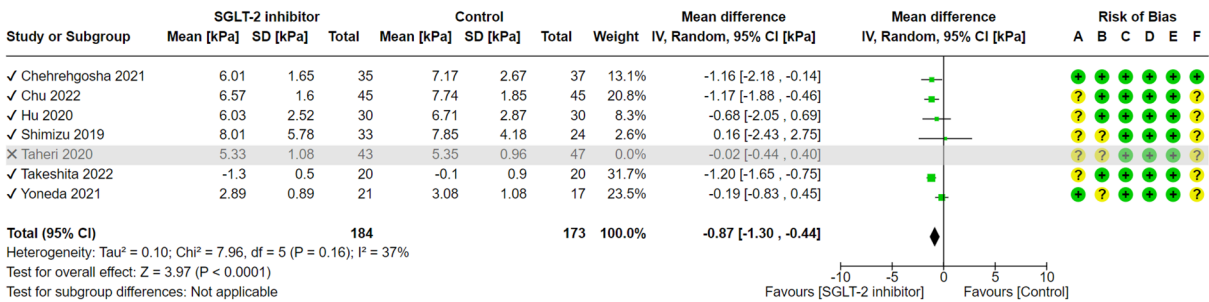 SGLT-2 inhibitor Control Mean difference Mean difference Risk of Bias
Study or Subgroup Mean [kPa] SD [kPa] Total Mean [kPa] SD [kPa] Total Weight IV, Random, 95% CI [kPa] IV, Random, 95% CI [kPa] A B C D E F
✓ Chehrehgosha 2021 6.01 1.65 35 7.17 2.67 37 13.1% -1.16 [-2.18 , -0.14] + + + + + +
✓ Chu 2022 6.57 1.6 45 7.74 1.85 45 20.8% -1.17 [-1.88 , -0.46] ? + + + + ?
✓ Hu 2020 6.03 2.52 30 6.71 2.87 30 8.3% -0.68 [-2.05 , 0.69] ? + + + + ?
✓ Shimizu 2019 8.01 5.78 33 7.85 4.18 24 2.6% 0.16 [-2.43 , 2.75] ? ? + + + ?
✕ Taheri 2020 5.33 1.08 43 5.35 0.96 47 0.0% -0.02 [-0.44 , 0.40] ? ? + + + ?
✓ Takeshita 2022 -1.3 0.5 20 -0.1 0.9 20 31.7% -1.20 [-1.65 , -0.75] ? + + + + ?
✓ Yoneda 2021 2.89 0.89 21 3.08 1.08 17 23.5% -0.19 [-0.83 , 0.45] + ? + + + ?
Total (95% CI) 184 173 100.0% -0.87 [-1.30 , -0.44]
Heterogeneity: Tau² = 0.10; Chi² = 7.96, df = 5 (P = 0.16); I² = 37%
Test for overall effect: Z = 3.97 (P < 0.0001)
Test for subgroup differences: Not applicable
-10 -5 0 5 10
Favours [SGLT-2 inhibitor] Favours [Control]